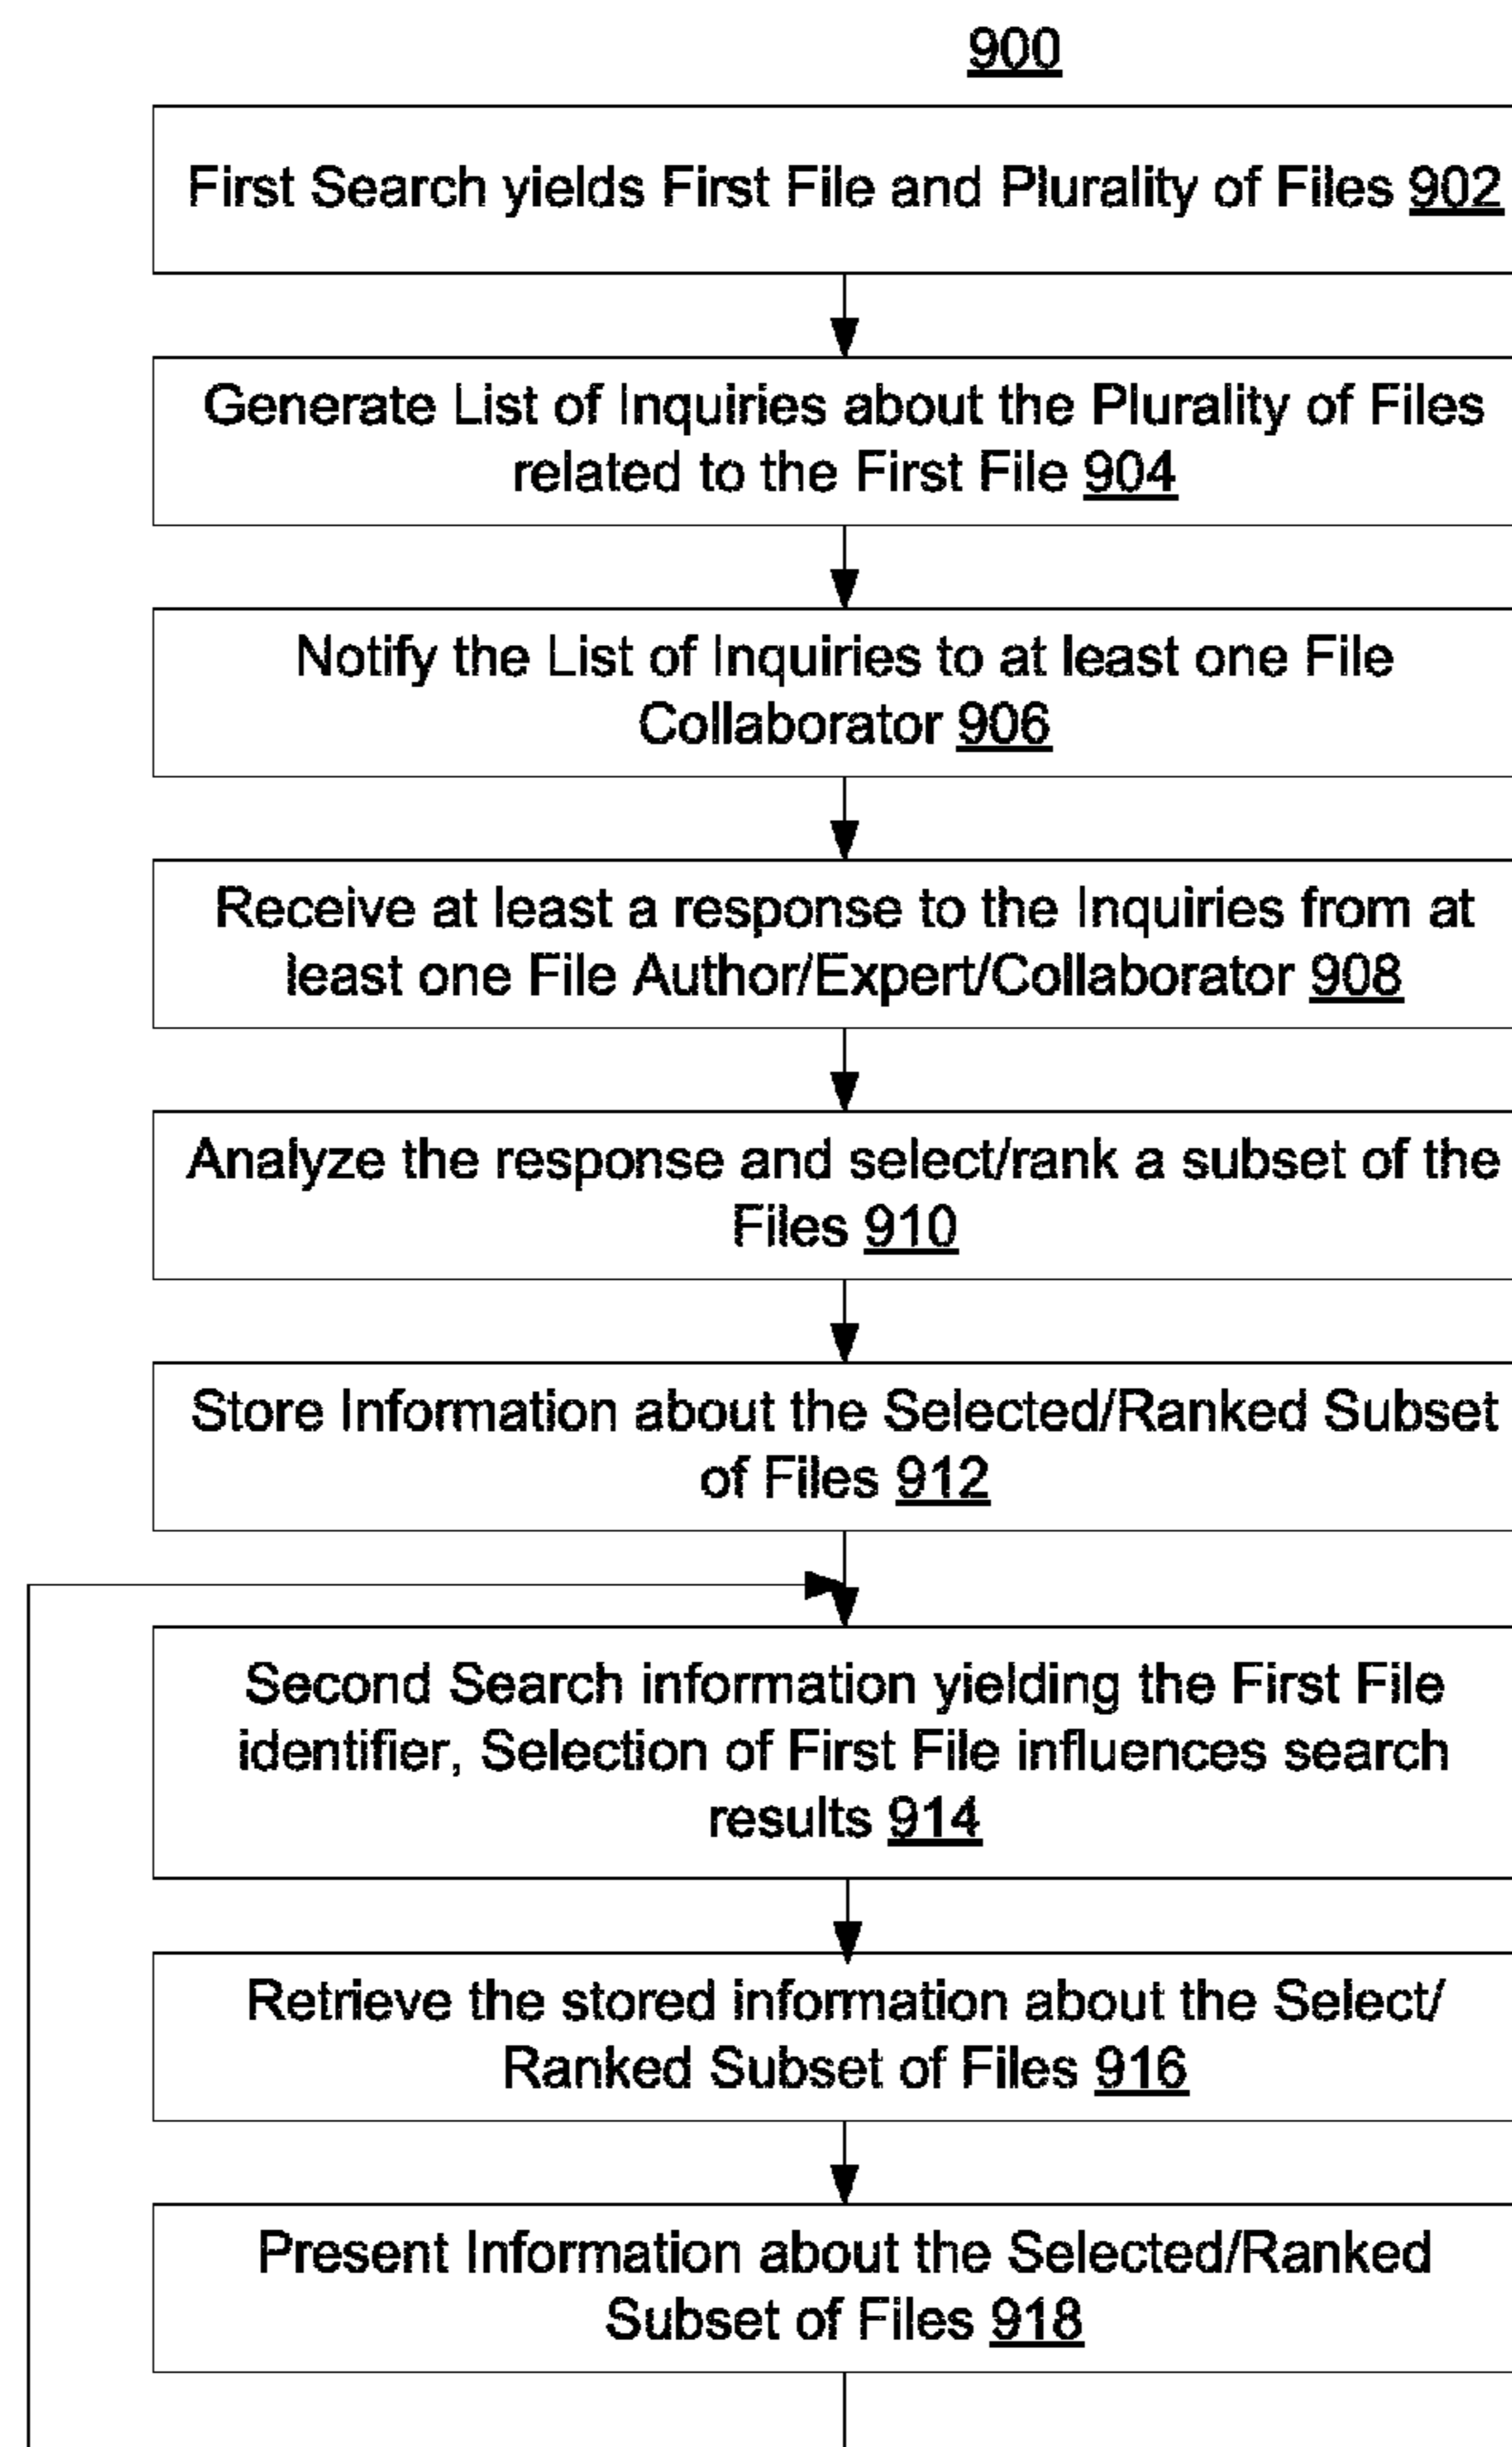 900
First Search yields First File and Plurality of Files 902
Generate List of Inquiries about the Plurality of Files
related to the First File 904
Notify the List of Inquiries to at least one File
Collaborator 906
Receive at least a response to the Inquiries from at
least one File Author/Expert/Collaborator 908
Analyze the response and select/rank a subset of the
Files 910
Store Information about the Selected/Ranked Subset
of Files 912
Second Search information yielding the First File
identifier, Selection of First File influences search
results 914
Retrieve the stored information about the Select/
Ranked Subset of Files 916
Present Information about the Selected/Ranked
Subset of Files 918